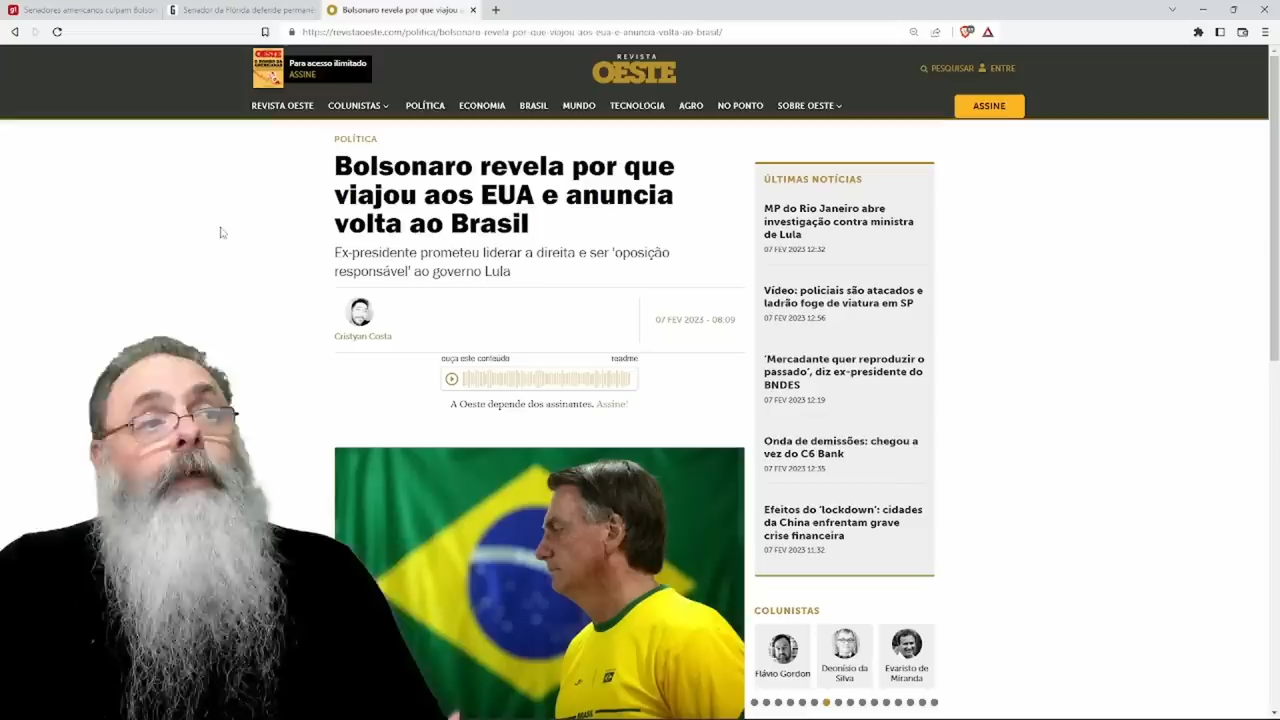 Senadores americanos culpam Bolson
Senador da Flórida defende permane
Bolsonaro revela por que viajou a
https://revistaoeste.com/politica/bolsonaro-revela-por-que-viajou-aos-eua-e-anuncia-volta-ao-brasil/
OESTE
Para acesso ilimitado
ASSINE
REVISTA
OESTE
PESQUISAR
ENTRE
REVISTA OESTE
COLUNISTAS
POLÍTICA
ECONOMIA
BRASIL
MUNDO
TECNOLOGIA
AGRO
NO PONTO
SOBRE OESTE
ASSINE
POLÍTICA
Bolsonaro revela por que
viajou aos EUA e anuncia
volta ao Brasil
Ex-presidente prometeu liderar a direita e ser 'oposição
responsável' ao governo Lula
Cristyan Costa
07 FEV 2023 - 08:09
ouça este conteúdo
readme
A Oeste depende dos assinantes. Assine!
ÚLTIMAS NOTÍCIAS
MP do Rio Janeiro abre
investigação contra ministra
de Lula
07 FEV 2023 12:32
Vídeo: policiais são atacados e
ladrão foge de viatura em SP
07 FEV 2023 12:56
'Mercadante quer reproduzir o
passado', diz ex-presidente do
BNDES
07 FEV 2023 12:19
Onda de demissões: chegou a
vez do C6 Bank
07 FEV 2023 12:35
Efeitos do 'lockdown': cidades
da China enfrentam grave
crise financeira
07 FEV 2023 11:32
COLUNISTAS
Flávio Gordon
Deonísio da
Silva
Evaristo de
Miranda